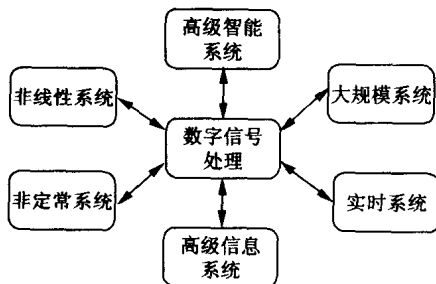 高级智能
系统
非线性系统
大规模系统
数字信号
处理
非定常系统
实时系统
高级信息
系统